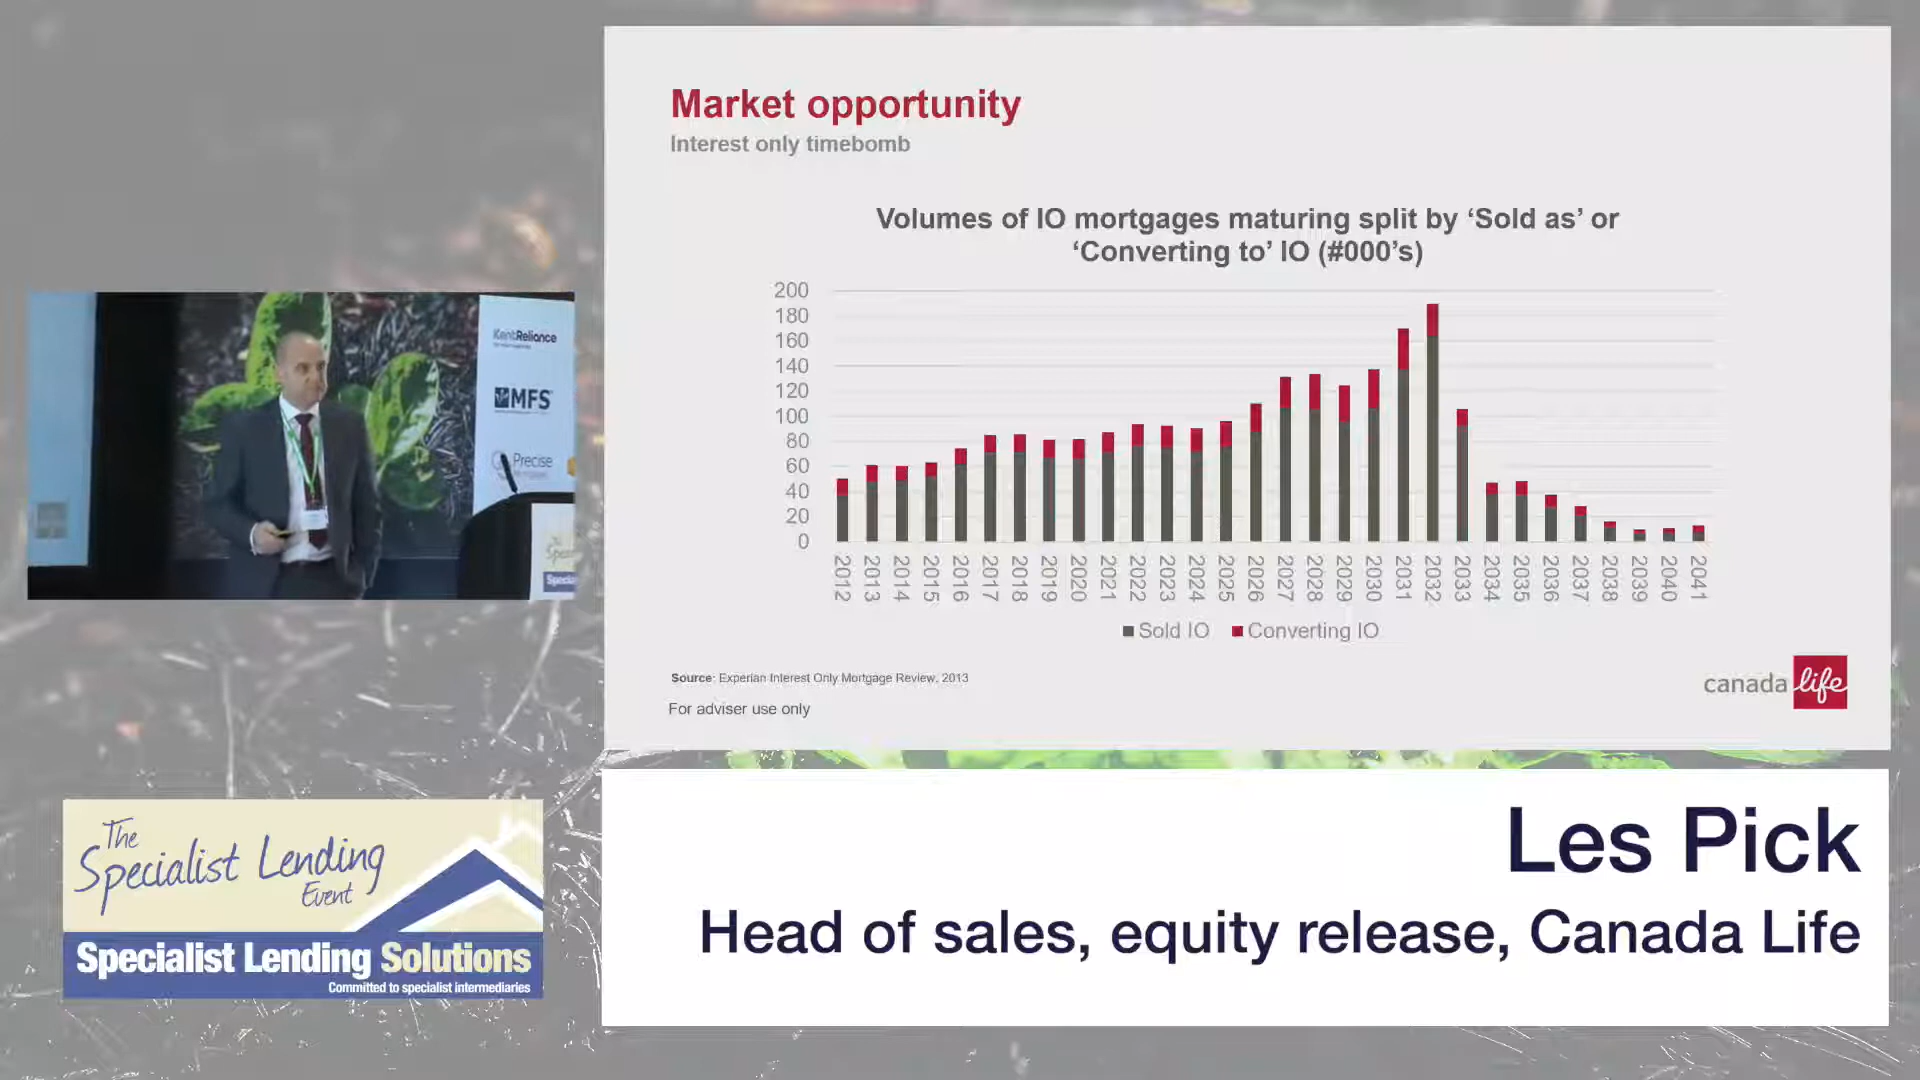 Market opportunity
Interest only timebomb
Volumes of IO mortgages maturing split by ‘Sold as’ or
‘Converting to’ IO (#000’s)
200
180
160
140
120
100
80
60
40
20
0
2012 2013 2014 2015 2016 2017 2018 2019 2020 2021 2022 2023 2024 2025 2026 2027 2028 2029 2030 2031 2032 2033 2034 2035 2036 2037 2038 2039 2040 2041
Sold IO Converting IO
Source: Experian Interest Only Mortgage Review, 2013
For adviser use only
canada life
KentReliance
MFS
Precise
The
Specialist Lending
Event
Specialist Lending Solutions
Committed to specialist intermediaries
Les Pick
Head of sales, equity release, Canada Life